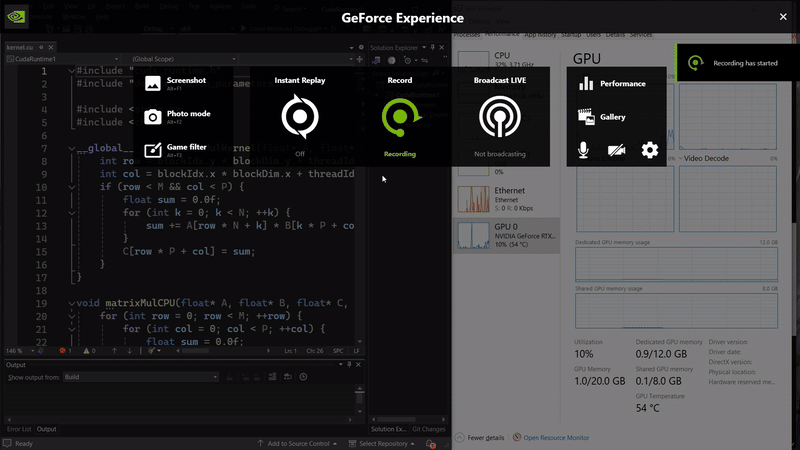 GeForce Experience
Screenshot
Alt+F1
Photo mode
Alt+F2
Game filter
Alt+F3
Instant Replay
Off
Record
Recording
Broadcast LIVE
Not broadcasting
Performance
Gallery
Recording has started
kernel.cu
CudaRuntime1
(Global Scope)
1 #include "
2 #include
3
4 #include <
5 #include <
6
7
8 int row
9 int col = blockIdx.x * blockDim.x + threadId
10 if (row < M && col < P) {
11 float sum = 0.0f;
12 for (int k = 0; k < N; ++k) {
13 sum += A[row * N + k] * B[k * P + co
14 }
15 C[row * P + col] = sum;
16 }
17 }
18
19 void matrixMulCPU(float* A, float* B, float* C,
20 for (int row = 0; row < M; ++row) {
21 for (int col = 0; col < P; ++col) {
22 float sum = 0.0f;
146 %
1
0
Ln: 1 Ch: 26 SPC LF
Output
Show output from: Build
Error List Output
Ready
Solution Explorer
Solution Ex... Git Changes
Add to Source Control
Select Repository
Processes Performance App history Startup Users Details Services
CPU
32% 3.71 GHz
0%
Ethernet
Ethernet
S: 0 R: 0 Kbps
GPU 0
NVIDIA GeForce RTX...
10% (54 °C)
GPU
Video Decode
0%
Dedicated GPU memory usage 12.0 GB
Shared GPU memory usage 8.0 GB
Utilization
10%
GPU Memory
1.0/20.0 GB
Dedicated GPU memory
0.9/12.0 GB
Shared GPU memory
0.1/8.0 GB
GPU Temperature
54 °C
Driver version:
Driver date:
DirectX version:
Physical location:
Hardware reserved me...
Fewer details
Open Resource Monitor